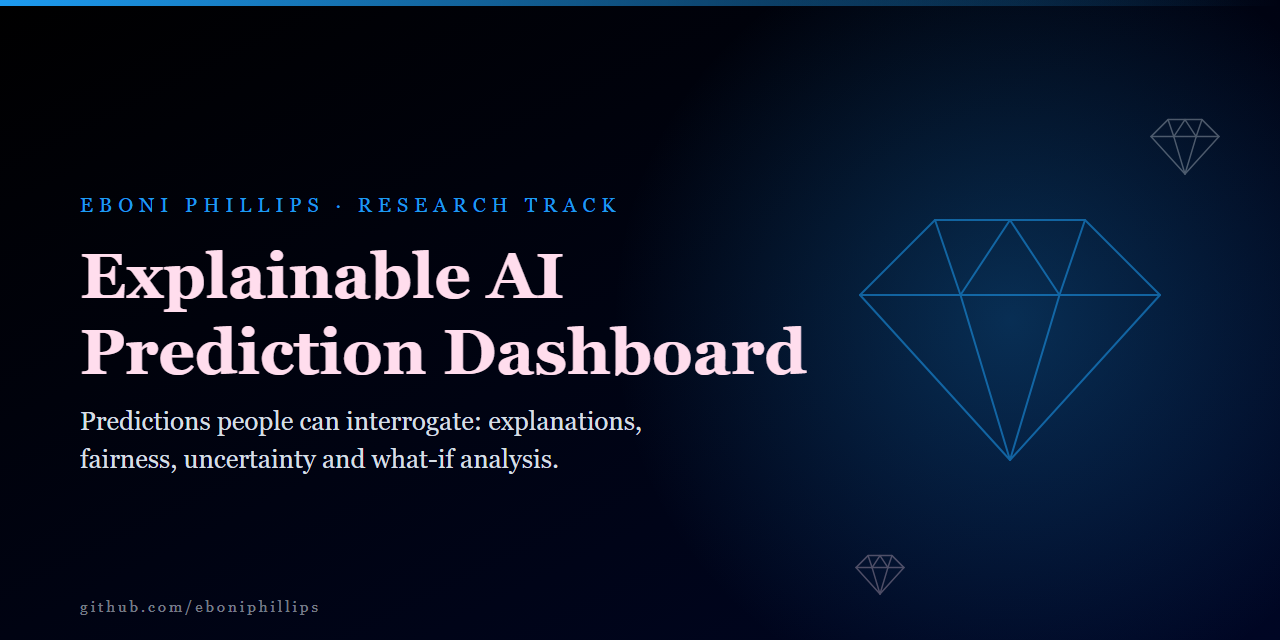 EBONI PHILLIPS · RESEARCH TRACK
Explainable AI
Prediction Dashboard
Predictions people can interrogate: explanations,
fairness, uncertainty and what-if analysis.
github.com/eboniphillips